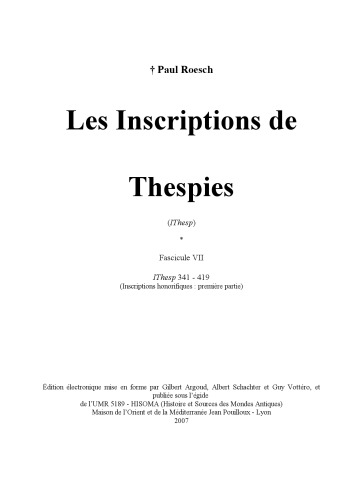 † Paul Roesch
Les Inscriptions de
Thespies
(IThesp)
*
Fascicule VII
IThesp 341 - 419
(Inscriptions honorifiques : première partie)
Édition électronique mise en forme par Gilbert Argoud, Albert Schachter et Guy Vottéro, et
publiée sous l'égide
de l'UMR 5189 - HISOMA (Histoire et Sources des Mondes Antiques)
Maison de l'Orient et de la Méditerranée Jean Pouilloux - Lyon
2007